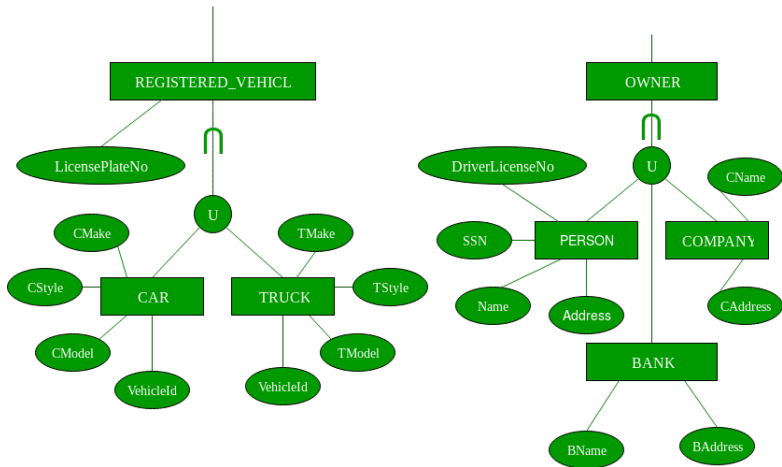 REGISTERED_VEHICL
OWNER
LicensePlateNo
DriverLicenseNo
U
CName
U
CMake
TMake
SSN
PERSON
COMPANY
CStyle
CAR
TRUCK
TStyle
Name
Address
CAddress
CModel
TModel
VehicleId
VehicleId
BANK
BName
BAddress